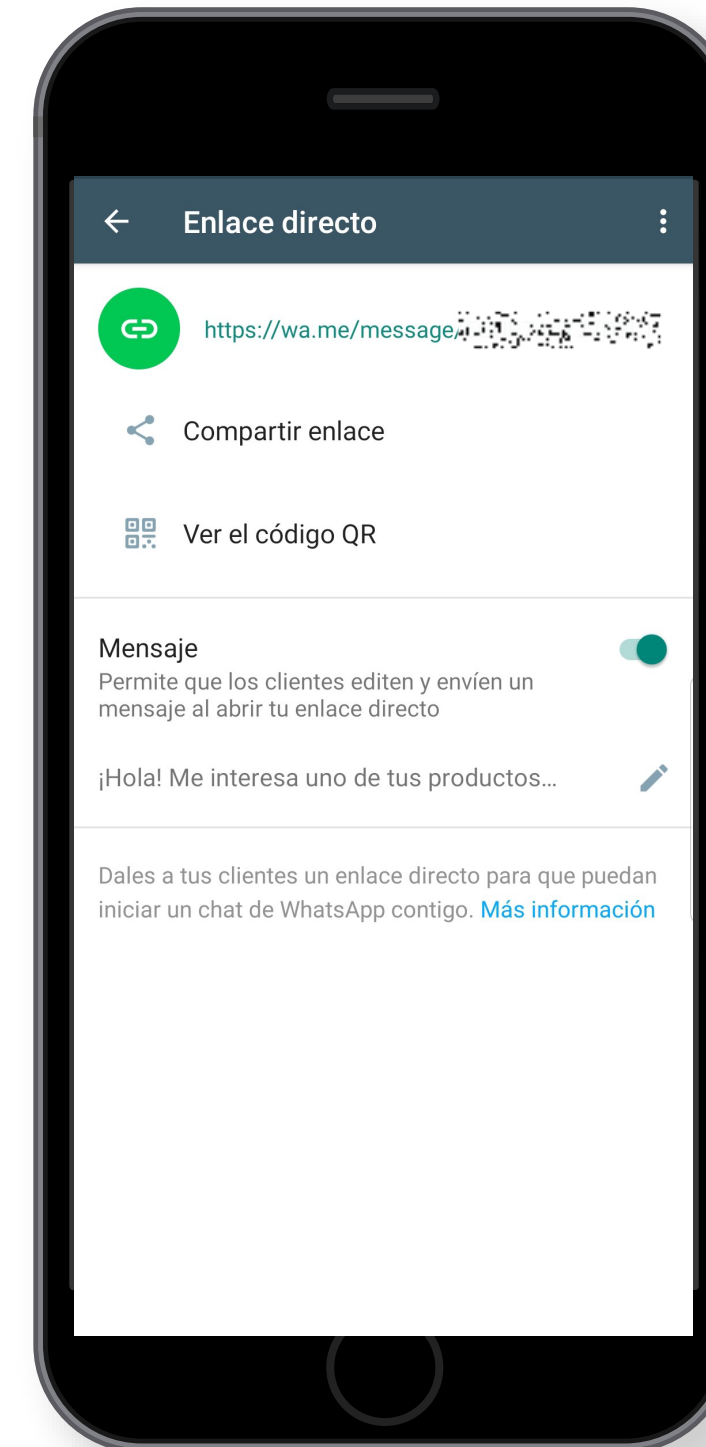 Enlace directo
https://wa.me/message/
Compartir enlace
Ver el código QR
Mensaje
Permite que los clientes editen y envíen un
mensaje al abrir tu enlace directo
¡Hola! Me interesa uno de tus productos...
Dales a tus clientes un enlace directo para que puedan
iniciar un chat de WhatsApp contigo. Más información